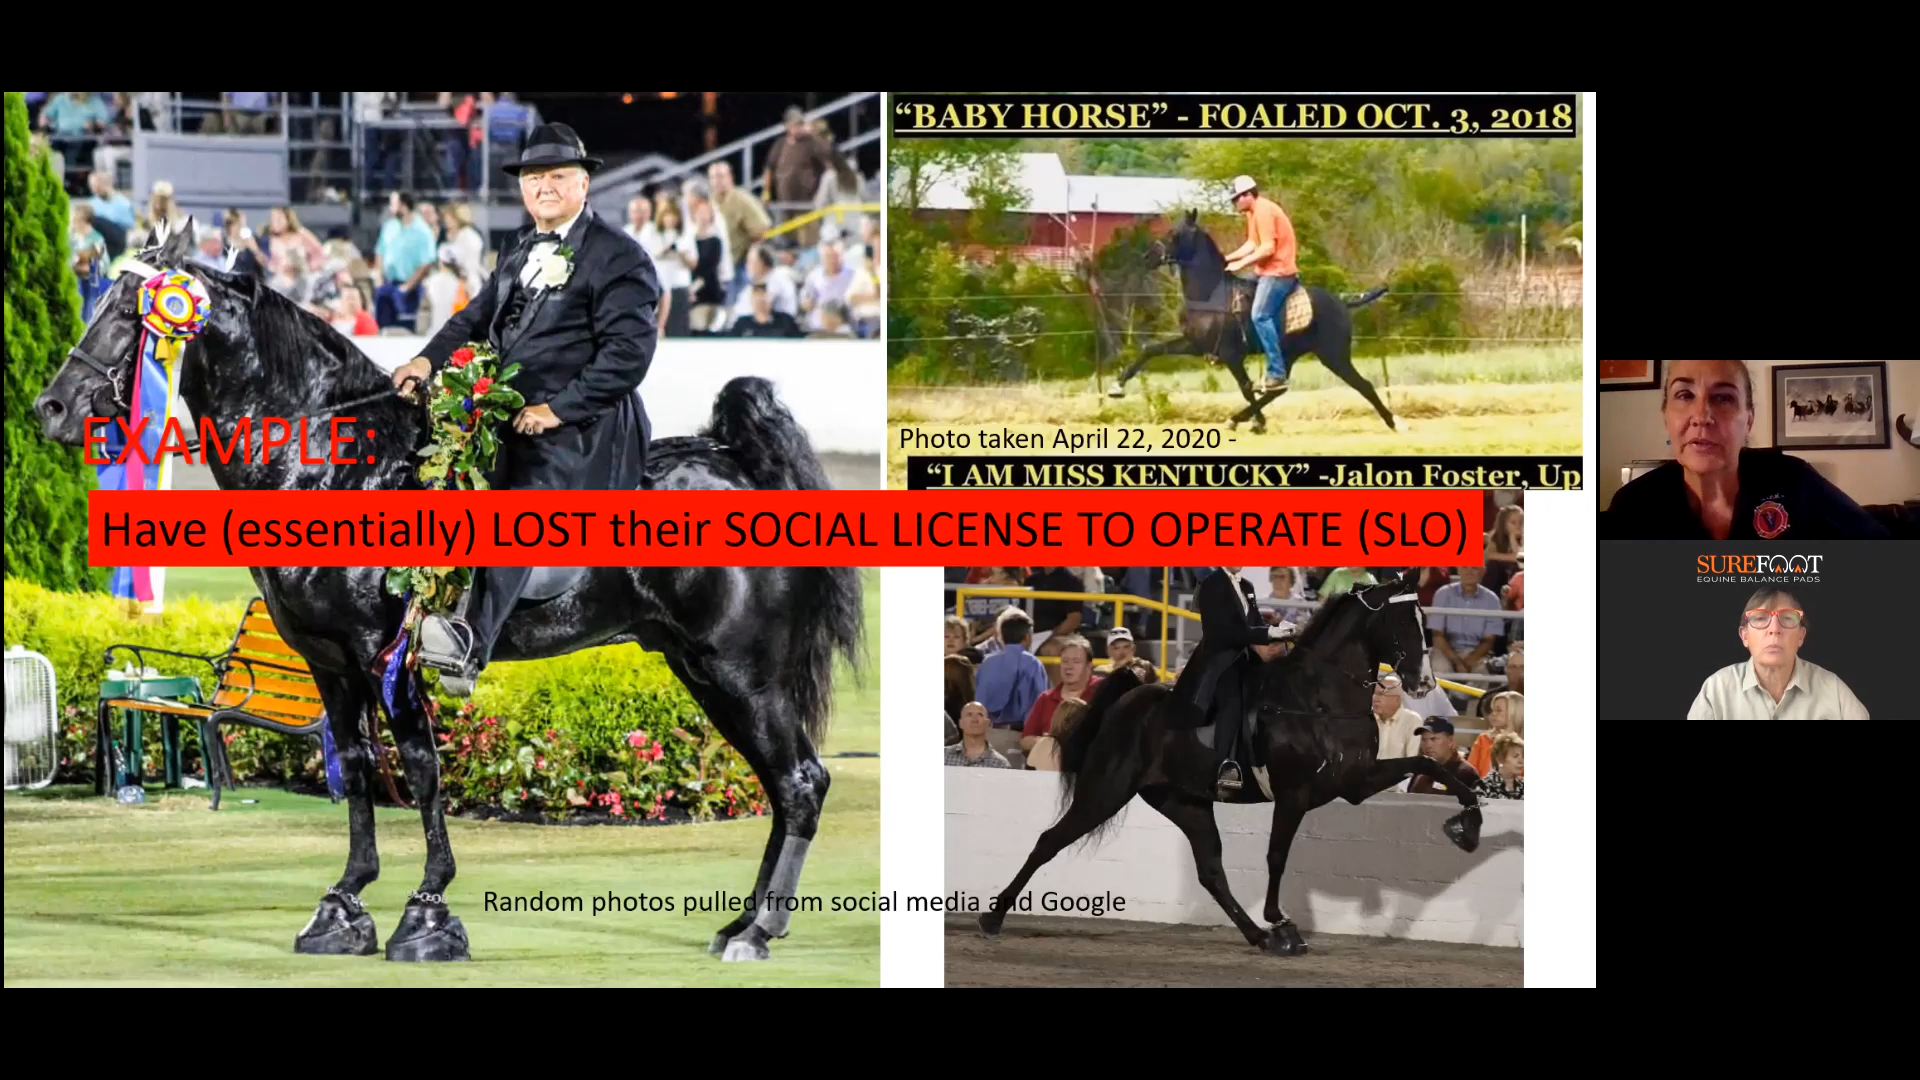 "BABY HORSE" - FOALED OCT. 3, 2018
Photo taken April 22, 2020 -
"I AM MISS KENTUCKY" -Jalon Foster, Up
EXAMPLE:
Have (essentially) LOST their SOCIAL LICENSE TO OPERATE (SLO)
Random photos pulled from social media and Google
SUREFOOT
EQUINE BALANCE PADS